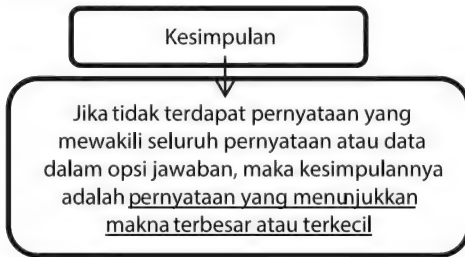 Kesimpulan
Jika tidak terdapat pernyataan yang
mewakili seluruh pernyataan atau data
dalam opsi jawaban, maka kesimpulannya
adalah pernyataan yang menunjukkan
makna terbesar atau terkecil